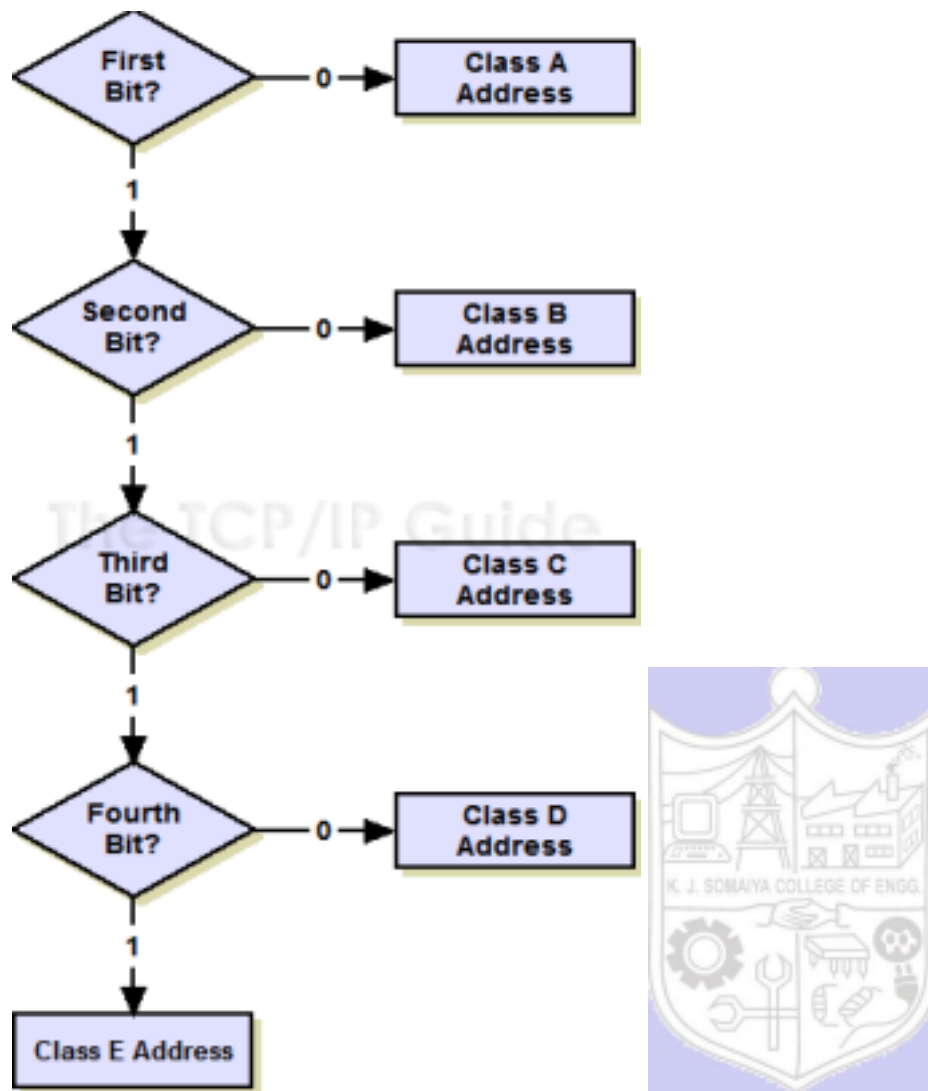 First
Bit?
0
Class A
Address
1
Second
Bit?
0
Class B
Address
1
The TCP/IP Guide
Third
Bit?
0
Class C
Address
1
Fourth
Bit?
0
Class D
Address
1
Class E Address
K. J. SOMAIYA COLLEGE OF ENGG.